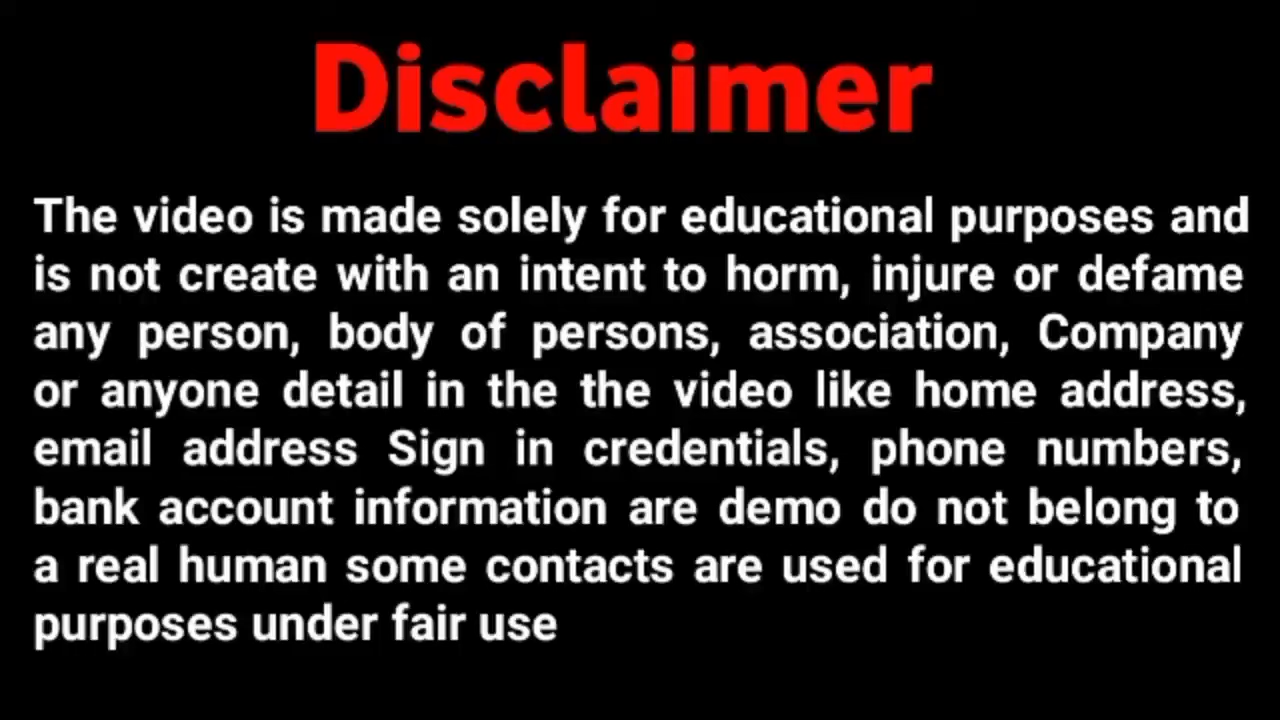 Disclaimer
The video is made solely for educational purposes and
is not create with an intent to horm, injure or defame
any person, body of persons, association, Company
or anyone detail in the the video like home address,
email address Sign in credentials, phone numbers,
bank account information are demo do not belong to
a real human some contacts are used for educational
purposes under fair use